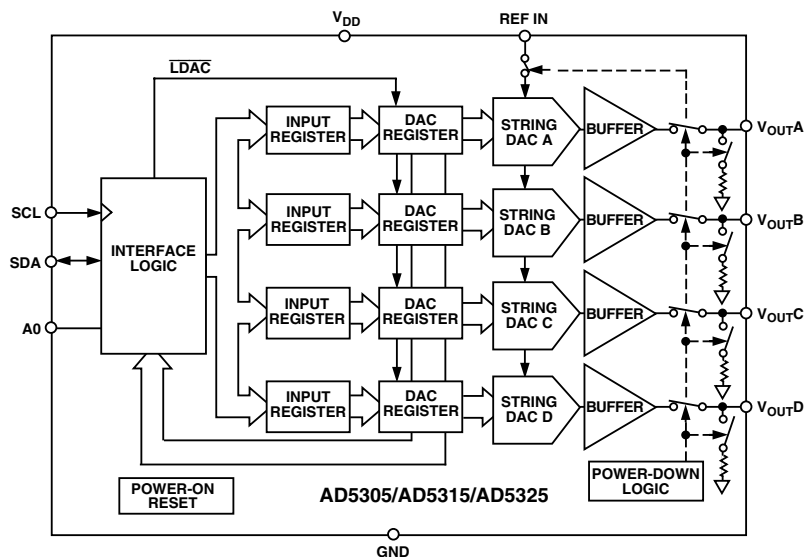 VDD
REF IN
LDAC
INPUT
REGISTER
DAC
REGISTER
STRING
DAC A
BUFFER
VOUTA
SCL
SDA
A0
INTERFACE
LOGIC
INPUT
REGISTER
DAC
REGISTER
STRING
DAC B
BUFFER
VOUTB
INPUT
REGISTER
DAC
REGISTER
STRING
DAC C
BUFFER
VOUTC
INPUT
REGISTER
DAC
REGISTER
STRING
DAC D
BUFFER
VOUTD
POWER-ON
RESET
AD5305/AD5315/AD5325
POWER-DOWN
LOGIC
GND